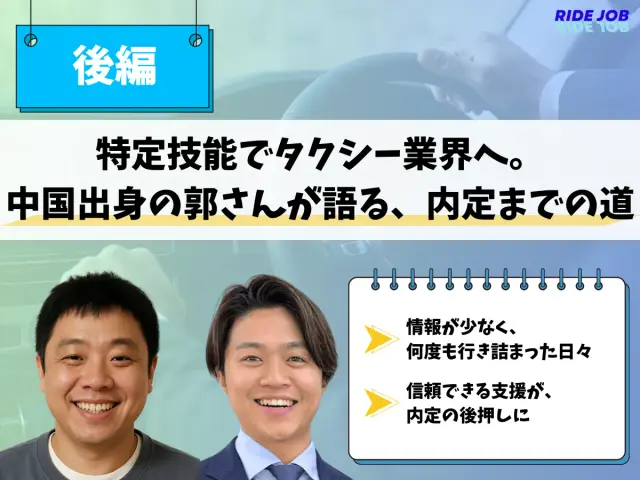 RIDE JOB
RIDE JOB
後編
特定技能でタクシー業界へ。
中国出身の郭さんが語る、内定までの道
情報が少なく、
何度も行き詰まった日々
信頼できる支援が、
内定の後押しに